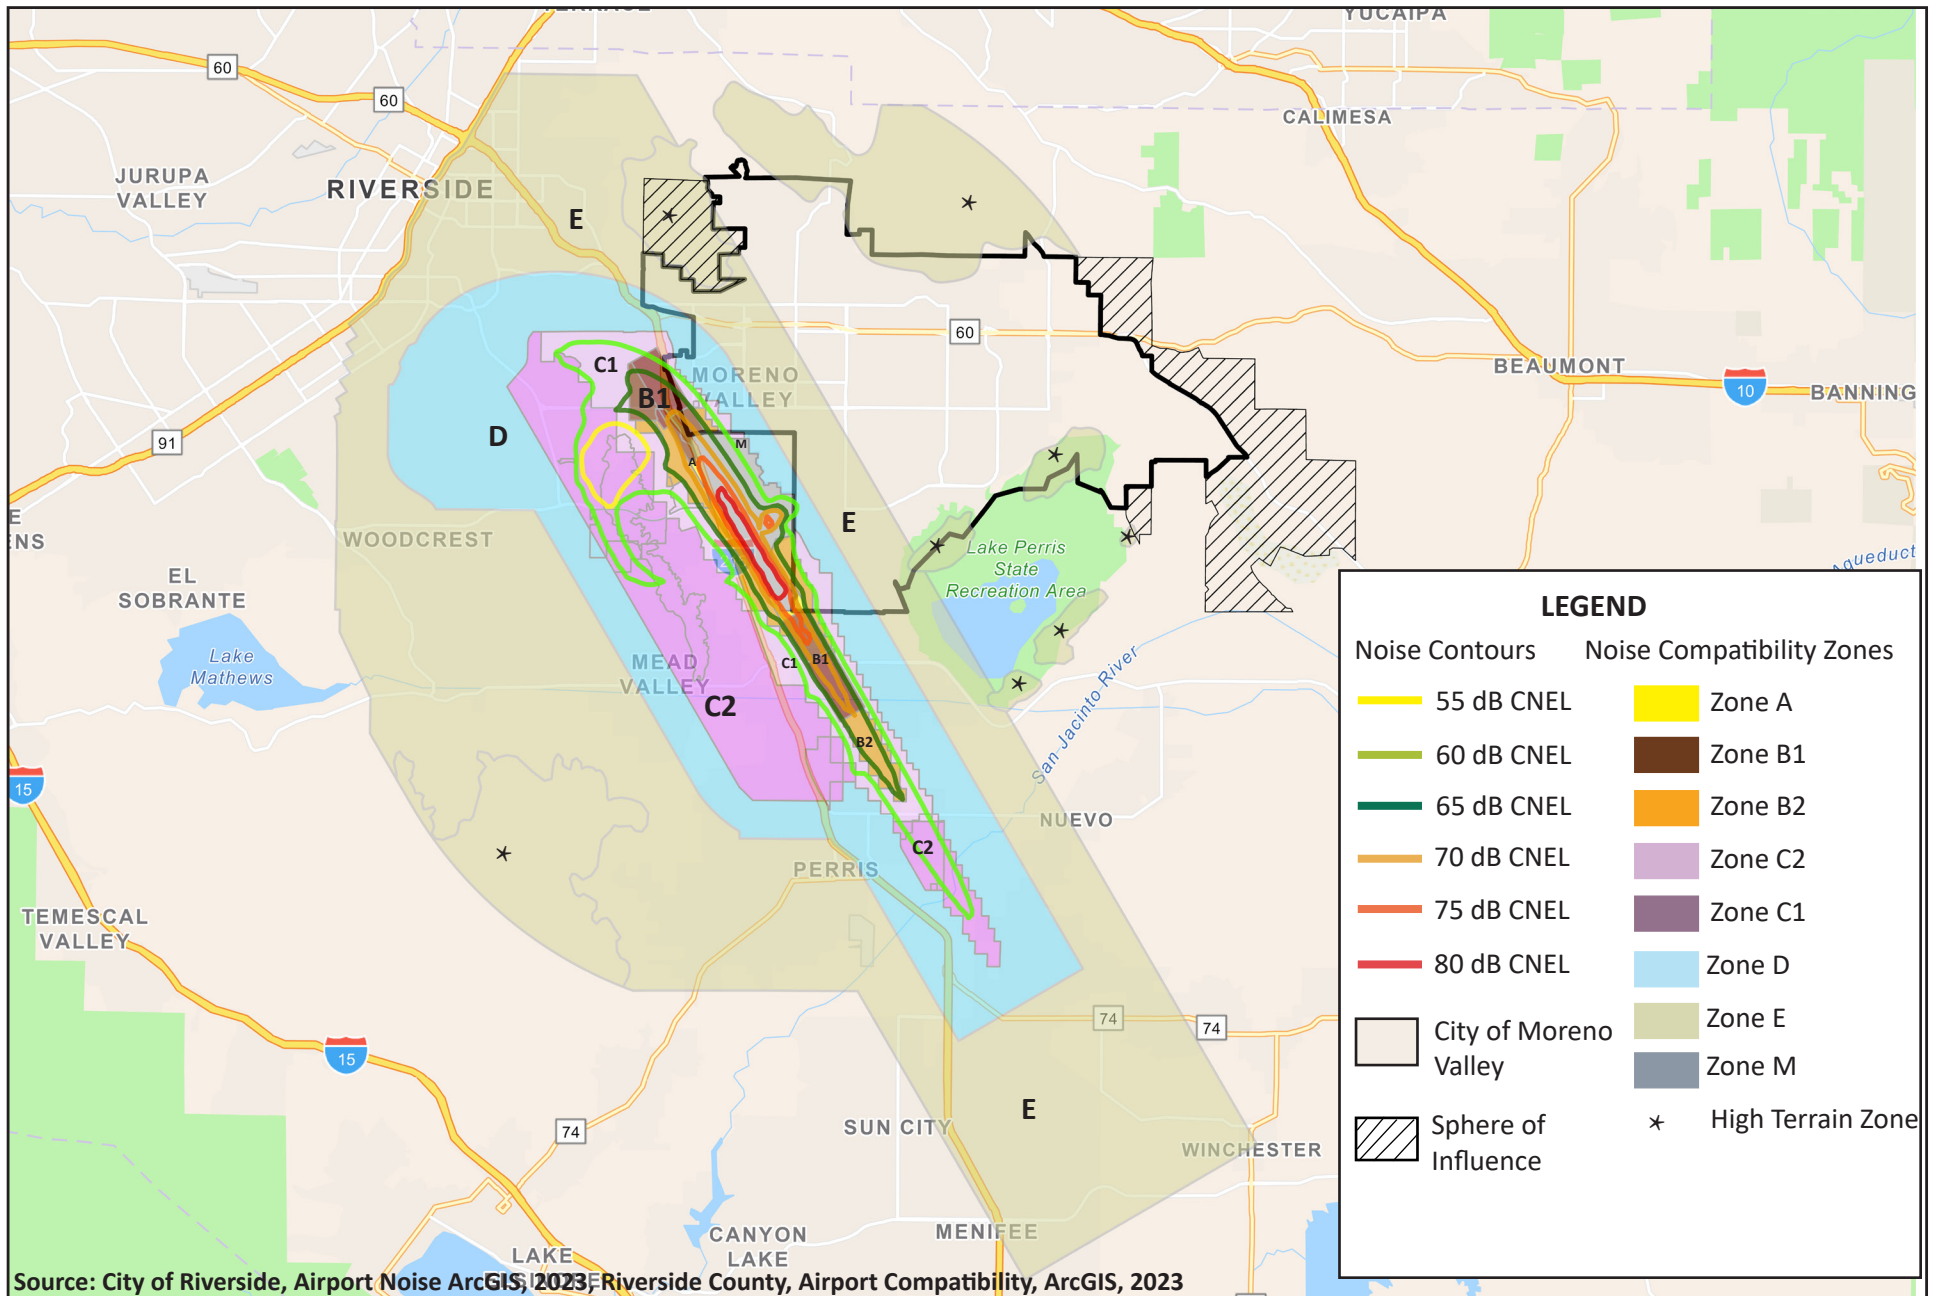 TERRACE
YUCAIPA
60
60
CALIMESA
JURUPA
VALLEY
RIVERSIDE
E
60
BEAUMONT
10
BANNING
C1
MORENO
VALLEY
B1
D
M
A
91
E
ENS
WOODCREST
E
Lake Perris
State
Recreation Area
Aqueduct
EL
SOBRANTE
Lake
Mathews
MEAD
VALLEY
C1
B1
C2
B2
San Jacinto River
15
NUEVO
C2
PERRIS
TEMESCAL
VALLEY
74
74
15
E
74
SUN CITY
WINCHESTER
MENIFEE
CANYON
LAKE
LAKE
ELSINORE
LEGEND
Noise Contours
55 dB CNEL
60 dB CNEL
65 dB CNEL
70 dB CNEL
75 dB CNEL
80 dB CNEL
City of Moreno
Valley
Sphere of
Influence
Noise Compatibility Zones
Zone A
Zone B1
Zone B2
Zone C2
Zone C1
Zone D
Zone E
Zone M
High Terrain Zone
Source: City of Riverside, Airport Noise ArcGIS, 2023, Riverside County, Airport Compatibility, ArcGIS, 2023